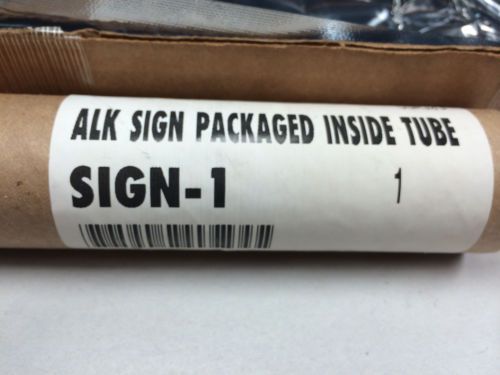 ALK SIGN PACKAGED INSIDE TUBE
SIGN-1 1